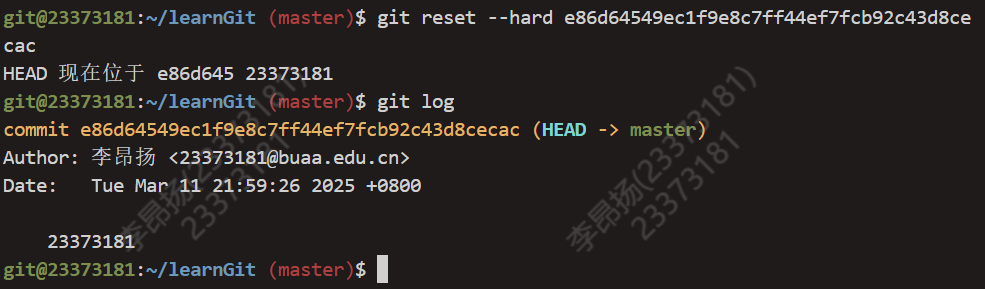 git@23373181:~/learnGit (master)$ git reset --hard e86d64549ec1f9e8c7ff44ef7fcb92c43d8ce
cac
HEAD 现在位于 e86d645 23373181
git@23373181:~/learnGit (master)$ git log
commit e86d64549ec1f9e8c7ff44ef7fcb92c43d8cecac (HEAD -> master)
Author: 李昂扬 <23373181@buaa.edu.cn>
Date:   Tue Mar 11 21:59:26 2025 +0800
    23373181
git@23373181:~/learnGit (master)$
李昂扬(23373181)
23373181
李昂扬(23373181)
23373181